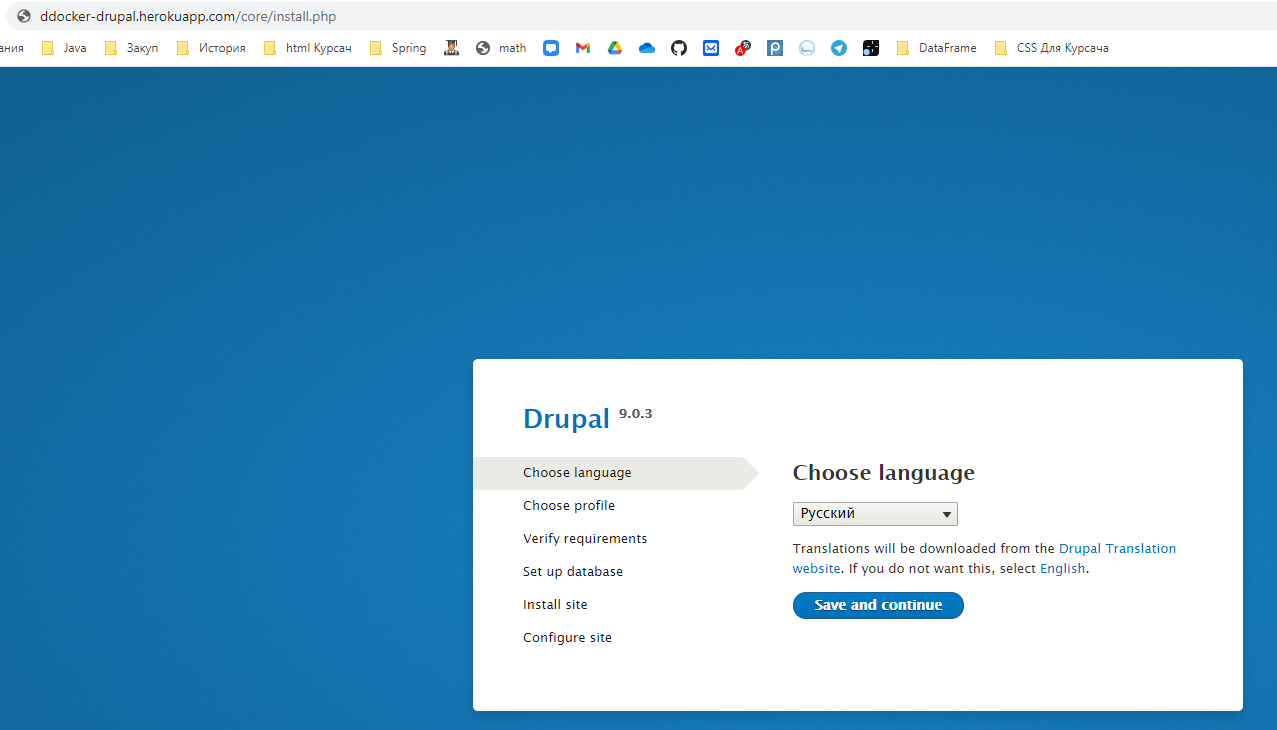 ddocker-drupal.herokuapp.com/core/install.php
ания Java Закуп История html Курсач Spring math DataFrame CSS Для Курсача
Drupal 9.0.3
Choose language
Choose profile
Verify requirements
Set up database
Install site
Configure site
Choose language
Русский
Translations will be downloaded from the Drupal Translation
website. If you do not want this, select English.
Save and continue